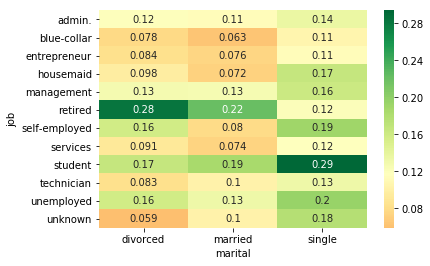 job
admin. 0.12 0.11 0.14
blue-collar 0.078 0.063 0.11
entrepreneur 0.084 0.076 0.11
housemaid 0.098 0.072 0.17
management 0.13 0.13 0.16
retired 0.28 0.22 0.12
self-employed 0.16 0.08 0.19
services 0.091 0.074 0.12
student 0.17 0.19 0.29
technician 0.083 0.1 0.13
unemployed 0.16 0.13 0.2
unknown 0.059 0.1 0.18
divorced married single
marital
0.28
0.24
0.20
0.16
0.12
0.08